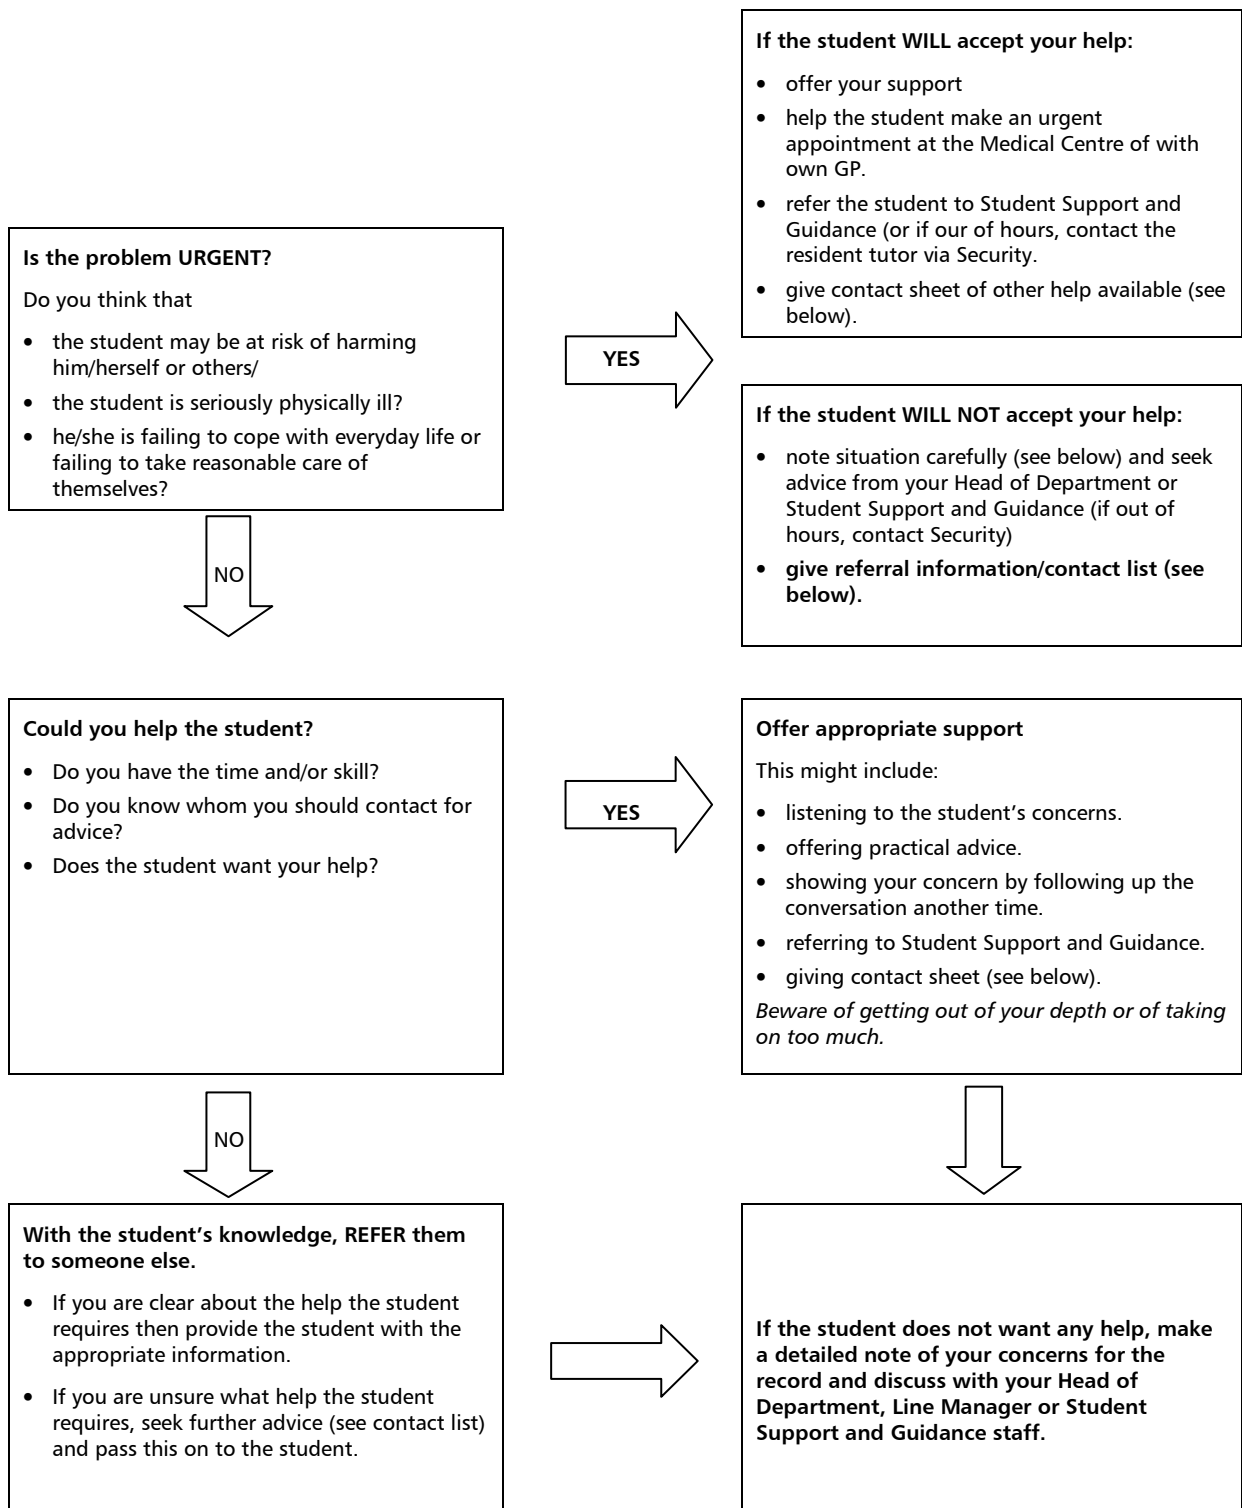 Is the problem URGENT?
Do you think that
• the student may be at risk of harming
him/herself or others/
• the student is seriously physically ill?
• he/she is failing to cope with everyday life or
failing to take reasonable care of
themselves?
YES
If the student WILL accept your help:
• offer your support
• help the student make an urgent
appointment at the Medical Centre of with
own GP.
• refer the student to Student Support and
Guidance (or if our of hours, contact the
resident tutor via Security.
• give contact sheet of other help available (see
below).
If the student WILL NOT accept your help:
• note situation carefully (see below) and seek
advice from your Head of Department or
Student Support and Guidance (if out of
hours, contact Security)
• give referral information/contact list (see
below).
NO
Could you help the student?
• Do you have the time and/or skill?
• Do you know whom you should contact for
advice?
• Does the student want your help?
YES
Offer appropriate support
This might include:
• listening to the student’s concerns.
• offering practical advice.
• showing your concern by following up the
conversation another time.
• referring to Student Support and Guidance.
• giving contact sheet (see below).
Beware of getting out of your depth or of taking
on too much.
NO
With the student’s knowledge, REFER them
to someone else.
• If you are clear about the help the student
requires then provide the student with the
appropriate information.
• If you are unsure what help the student
requires, seek further advice (see contact list)
and pass this on to the student.
If the student does not want any help, make
a detailed note of your concerns for the
record and discuss with your Head of
Department, Line Manager or Student
Support and Guidance staff.